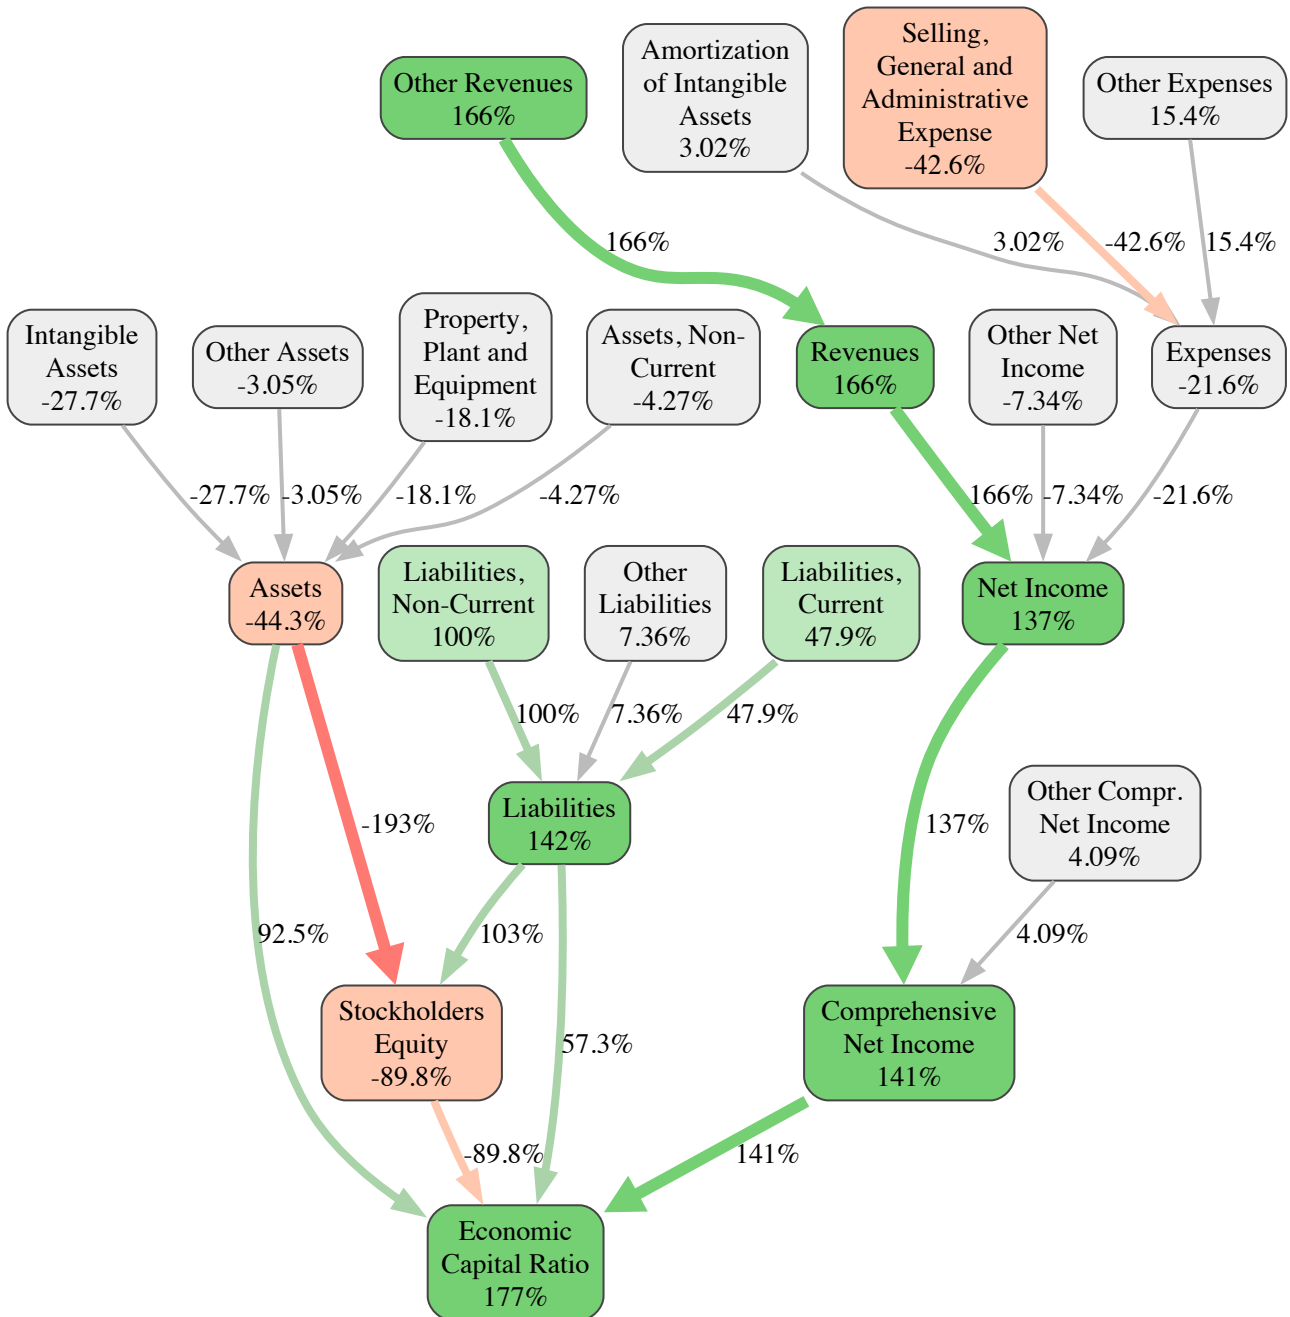 Other Revenues
166%
Amortization
of Intangible
Assets
3.02%
Selling,
General and
Administrative
Expense
-42.6%
Other Expenses
15.4%
166%
3.02%
-42.6%
15.4%
Intangible
Assets
-27.7%
Other Assets
-3.05%
Property,
Plant and
Equipment
-18.1%
Assets, Non-
Current
-4.27%
Revenues
166%
Other Net
Income
-7.34%
Expenses
-21.6%
-27.7%
-3.05%
-18.1%
-4.27%
166%
-7.34%
-21.6%
Assets
-44.3%
Liabilities,
Non-Current
100%
Other
Liabilities
7.36%
Liabilities,
Current
47.9%
Net Income
137%
100%
7.36%
47.9%
-193%
Liabilities
142%
137%
Other Compr.
Net Income
4.09%
92.5%
103%
4.09%
Stockholders
Equity
-89.8%
57.3%
Comprehensive
Net Income
141%
-89.8%
141%
Economic
Capital Ratio
177%